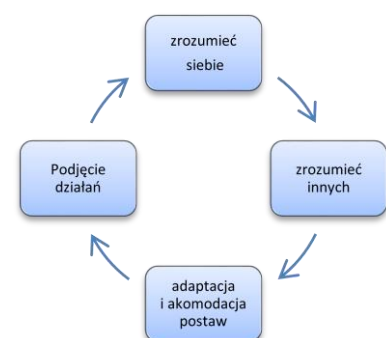 zrozumieć
siebie
zrozumieć
innych
adaptacja
i akomodacja
postaw
Podjęcie
działań